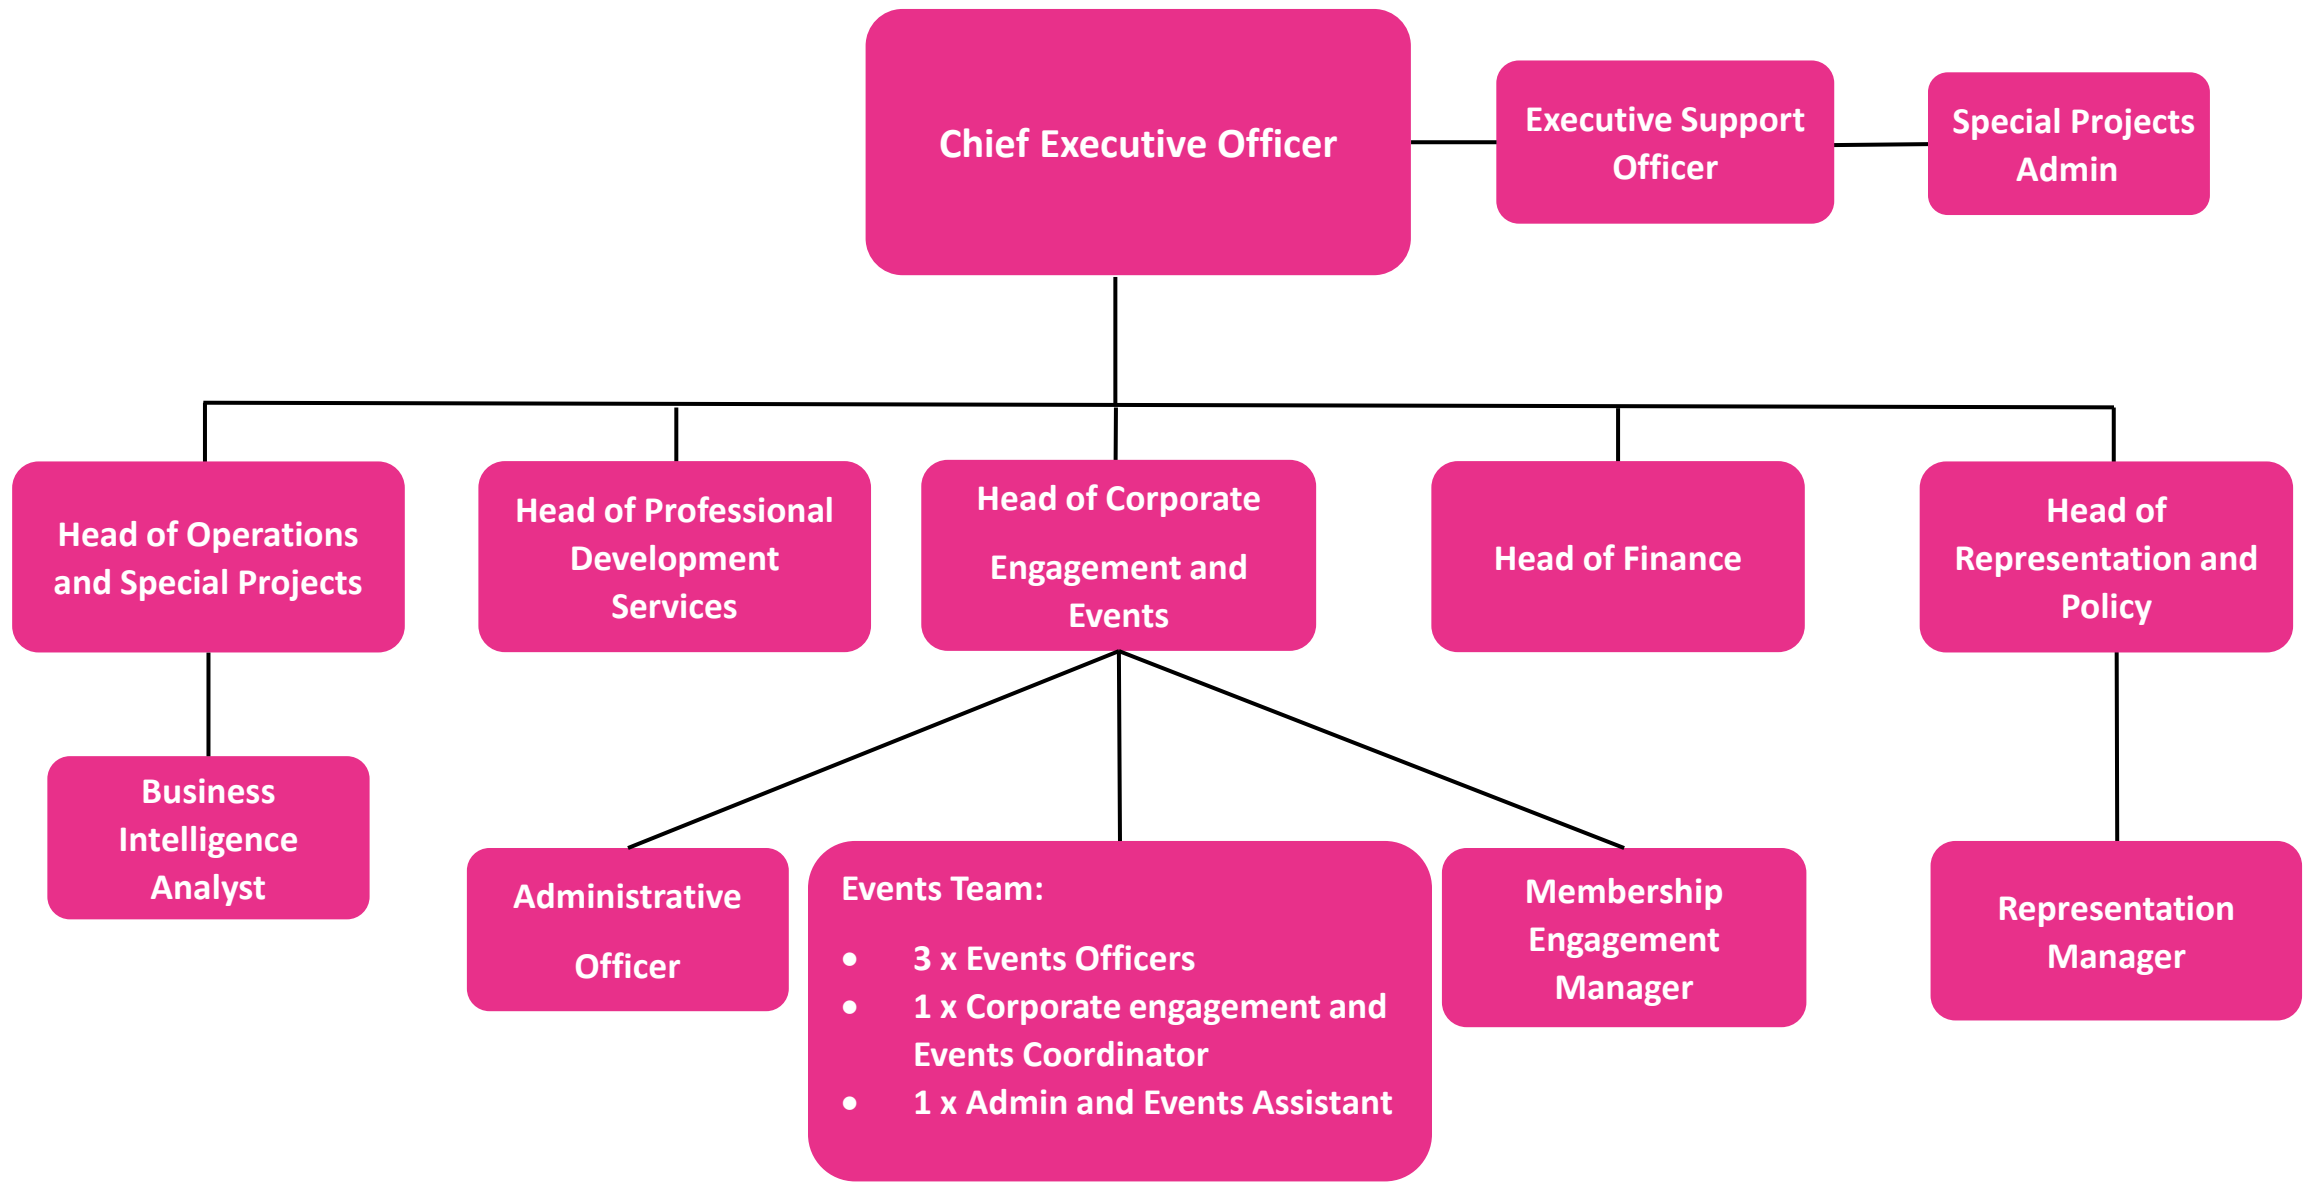 Chief Executive Officer
Executive Support
Officer
Special Projects
Admin
Head of Operations
and Special Projects
Head of Professional
Development
Services
Head of Corporate
Engagement and
Events
Head of Finance
Head of
Representation and
Policy
Business
Intelligence
Analyst
Administrative
Officer
Events Team:
• 3 x Events Officers
• 1 x Corporate engagement and
Events Coordinator
• 1 x Admin and Events Assistant
Membership
Engagement
Manager
Representation
Manager